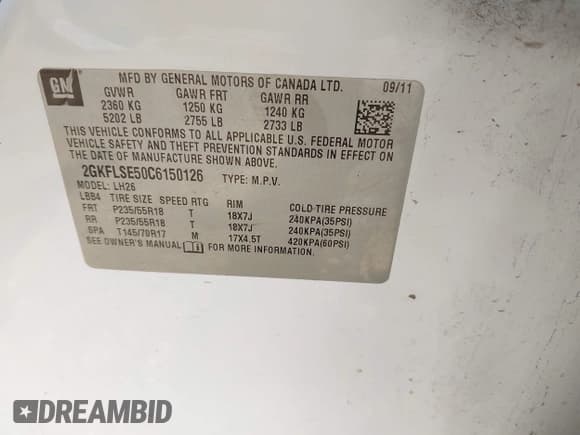 GM
MFD BY GENERAL MOTORS OF CANADA LTD. 09/11
GVWR GAWR FRT GAWR RR
2360 KG 1250 KG 1240 KG
5202 LB 2755 LB 2733 LB
THIS VEHICLE CONFORMS TO ALL APPLICABLE U.S. FEDERAL MOTOR
VEHICLE SAFETY AND THEFT PREVENTION STANDARDS IN EFFECT ON
THE DATE OF MANUFACTURE SHOWN ABOVE.
2GKFLSE50C6150126 TYPE: M.P.V.
MODEL: LH26
LBB4 TIRE SIZE SPEED RTG RIM COLD-TIRE PRESSURE
FRT P235/55R18 T 18X7J 240KPA(35PSI)
RR P235/55R18 T 18X7J 240KPA(35PSI)
SPA T145/70R17 M 17X4.5T 420KPA(60PSI)
SEE OWNER'S MANUAL FOR MORE INFORMATION.
DREAMBID